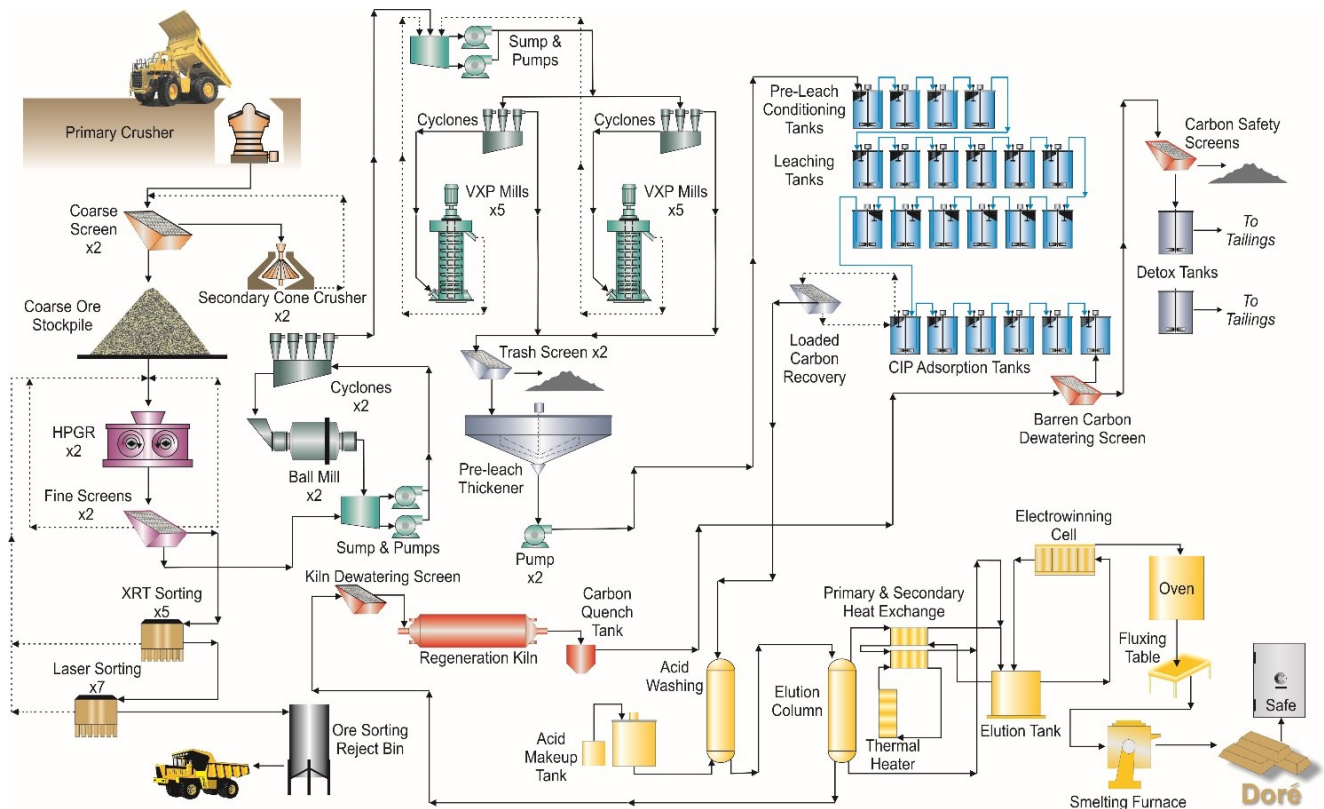 Sump &
Pumps
Primary Crusher
Cyclones
Cyclones
Pre-Leach
Conditioning
Tanks
Leaching
Tanks
Carbon Safety
Screens
To
Tailings
Detox Tanks
To
Tailings
Coarse
Screen
x2
VXP Mills
x5
VXP Mills
x5
Secondary Cone Crusher
x2
Coarse Ore
Stockpile
Loaded
Carbon
Recovery
CIP Adsorption Tanks
Trash Screen x2
Cyclones
x2
Barren Carbon
Dewatering Screen
HPGR
x2
Ball Mill
x2
Pre-leach
Thickener
Fine Screens
x2
Sump & Pumps
Pump
x2
Electrowinning
Cell
Oven
XRT Sorting
x5
Kiln Dewatering Screen
Carbon
Quench
Tank
Primary & Secondary
Heat Exchange
Regeneration Kiln
Fluxing
Table
Laser Sorting
x7
Acid
Washing
Elution
Column
Safe
Ore Sorting
Reject Bin
Acid
Makeup
Tank
Thermal
Heater
Elution Tank
Smelting Furnace
Doré